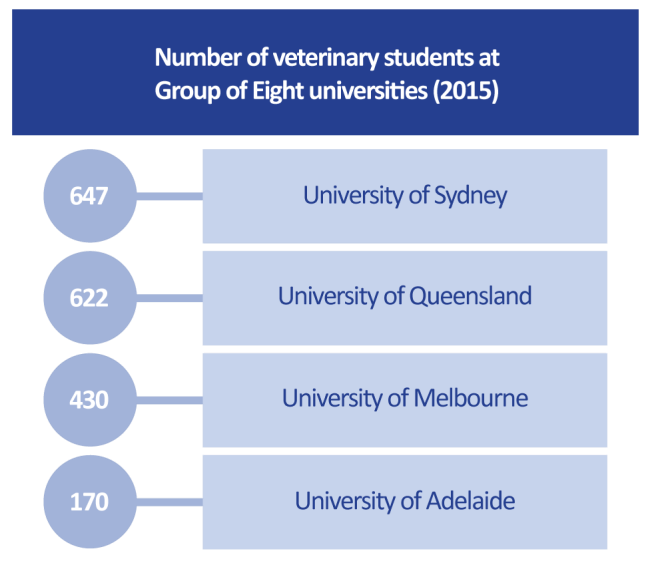 Number of veterinary students at
Group of Eight universities (2015)
647
University of Sydney
622
University of Queensland
430
University of Melbourne
170
University of Adelaide